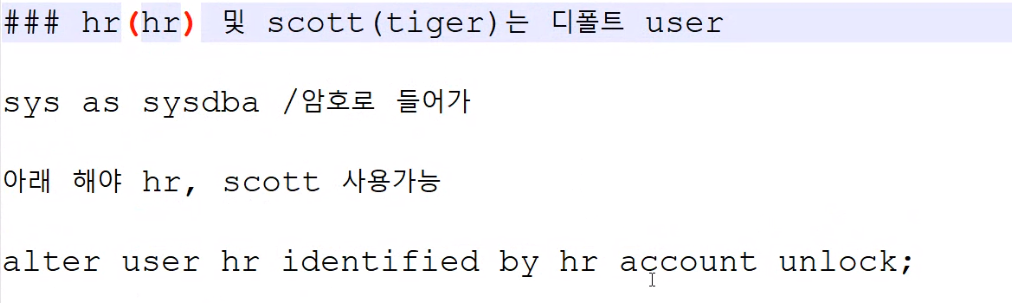 ### hr(hr) 및 scott(tiger)는 디폴트 user
sys as sysdba /암호로 들어가
아래 해야 hr, scott 사용가능
alter user hr identified by hr account unlock;